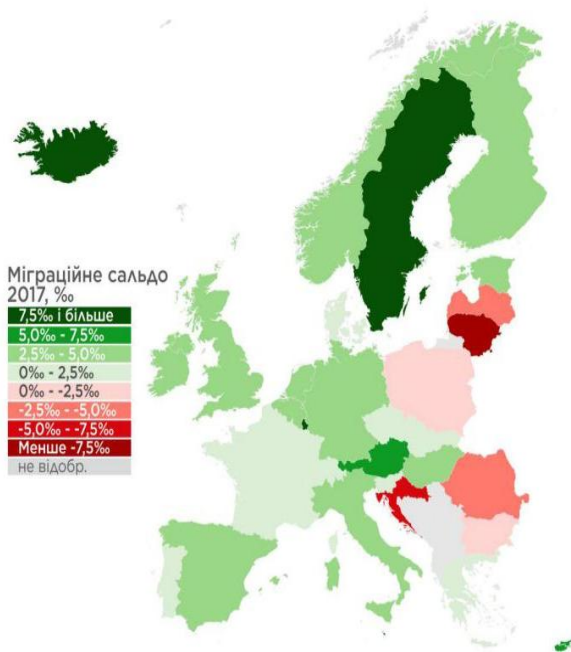 Міграційне сальдо
2017, ‰
7,5‰ і більше
5,0‰ - 7,5‰
2,5‰ - 5,0‰
0‰ - 2,5‰
0‰ - -2,5‰
-2,5‰ - -5,0‰
-5,0‰ - -7,5‰
Менше -7,5‰
не відобр.